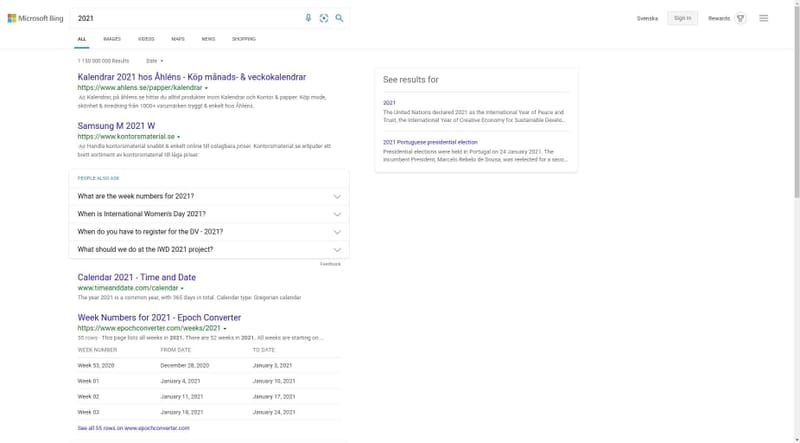 Microsoft Bing
2021
Svenska
Sign in
Rewards
ALL IMAGES VIDEOS MAPS NEWS SHOPPING
1 130 000 000 Results Date
Kalendrar 2021 hos Åhléns - Köp månads- & veckokalendrar
https://www.ahlens.se/papper/kalendrar
Ad Kalendrar, på åhlens.se hittar du alltid produkter inom Kalendrar och Kontor & papper. Köp mode,
skönhet & inredning från 1000+ varumärken tryggt & enkelt hos Åhlens.
Samsung M 2021 W
https://www.kontorsmaterial.se
Ad Handla kontorsmaterial snabbt & enkelt online till oslagbara priser. Kontorsmaterial.se erbjuder ett
brett sortiment av kontorsmaterial till låga priser
PEOPLE ALSO ASK
What are the week numbers for 2021?
When is International Women's Day 2021?
When do you have to register for the DV - 2021?
What should we do at the IWD 2021 project?
Feedback
Calendar 2021 - Time and Date
www.timeanddate.com/calendar
The year 2021 is a common year, with 365 days in total. Calendar type: Gregorian calendar
Week Numbers for 2021 - Epoch Converter
https://www.epochconverter.com/weeks/2021
55 rows · This page lists all weeks in 2021. There are 52 weeks in 2021. All weeks are starting on ...
WEEK NUMBER FROM DATE TO DATE
Week 53, 2020 December 28, 2020 January 3, 2021
Week 01 January 4, 2021 January 10, 2021
Week 02 January 11, 2021 January 17, 2021
Week 03 January 18, 2021 January 24, 2021
See all 55 rows on www.epochconverter.com
See results for
2021
The United Nations declared 2021 as the International Year of Peace and
Trust, the International Year of Creative Economy for Sustainable Develo...
2021 Portuguese presidential election
Presidential elections were held in Portugal on 24 January 2021. The
incumbent President, Marcelo Rebelo de Sousa, was reelected for a seco...